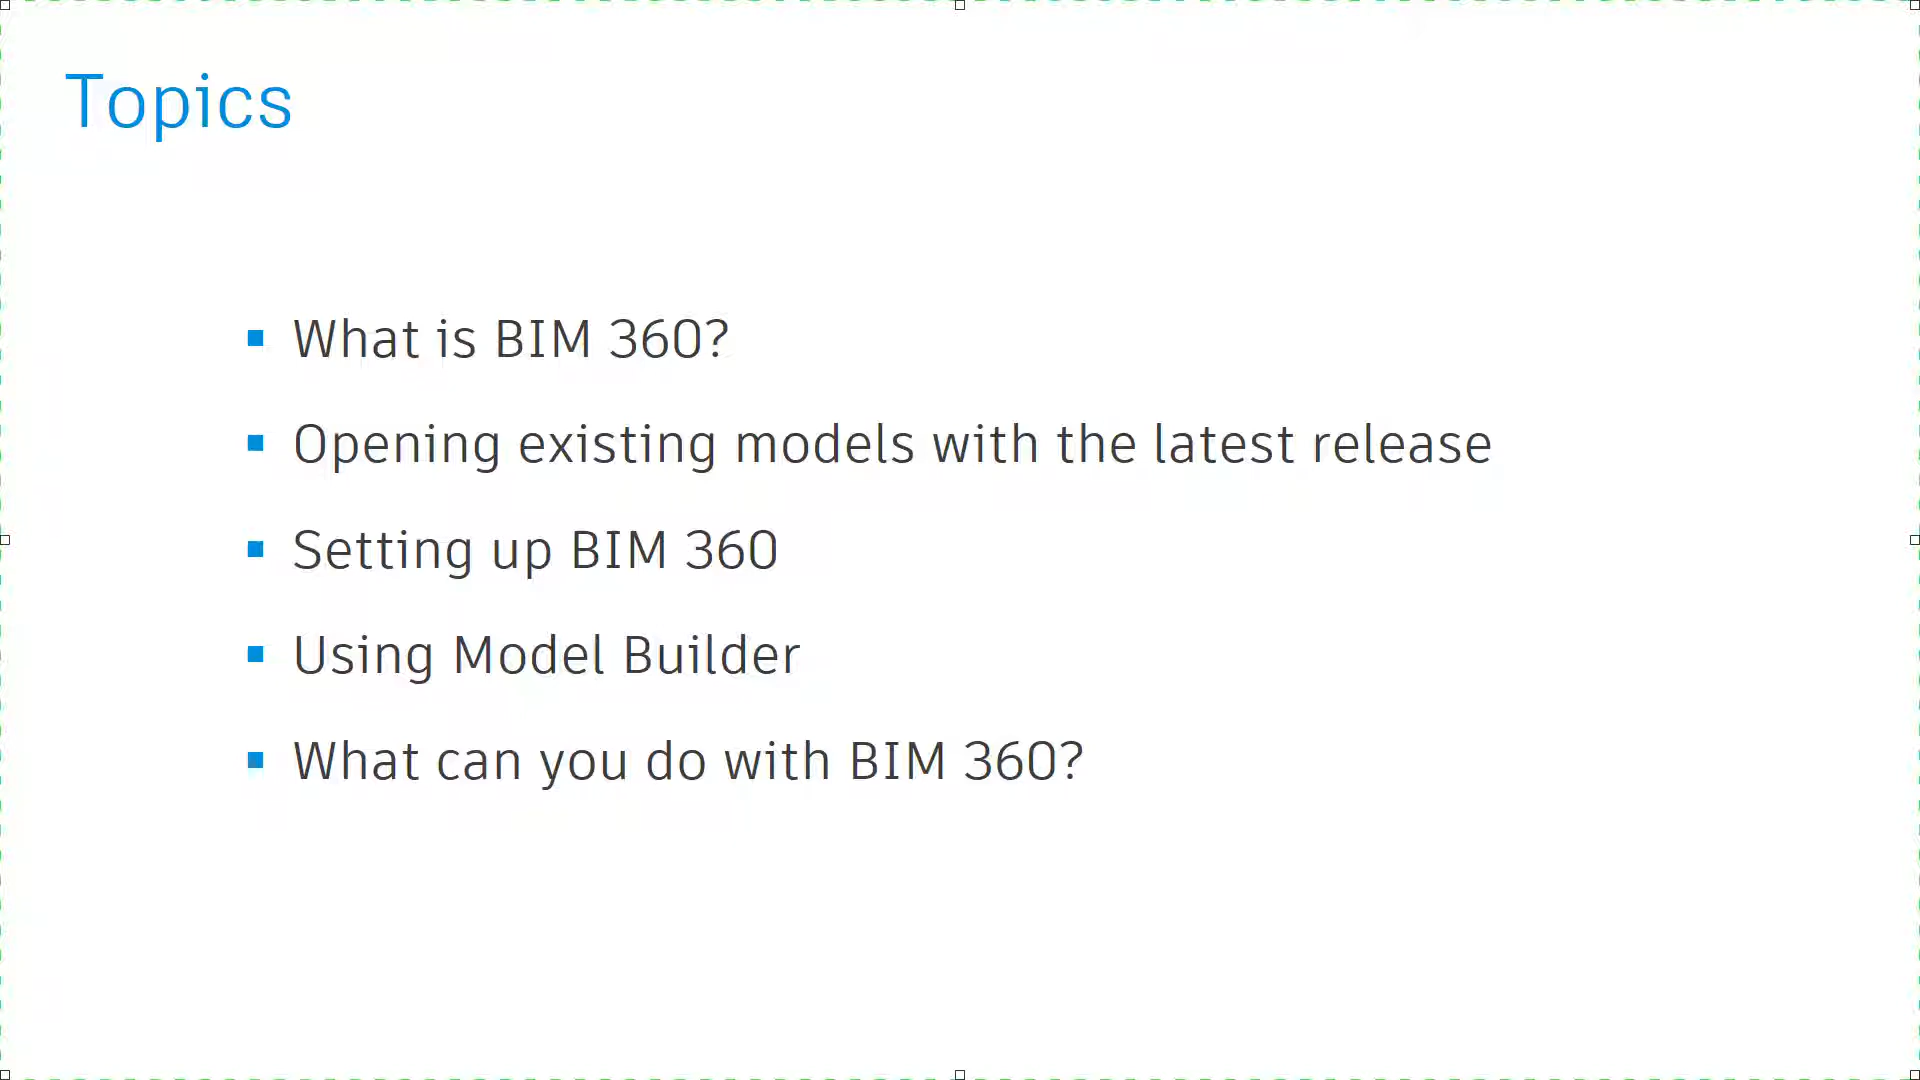 Topics
What is BIM 360?
Opening existing models with the latest release
Setting up BIM 360
Using Model Builder
What can you do with BIM 360?